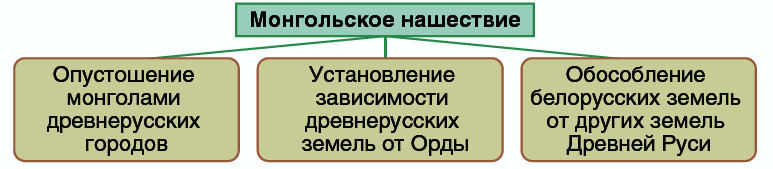 Монгольское нашествие
Опустошение
монголами
древнерусских
городов
Установление
зависимости
древнерусских
земель от Орды
Обособление
белорусских земель
от других земель
Древней Руси